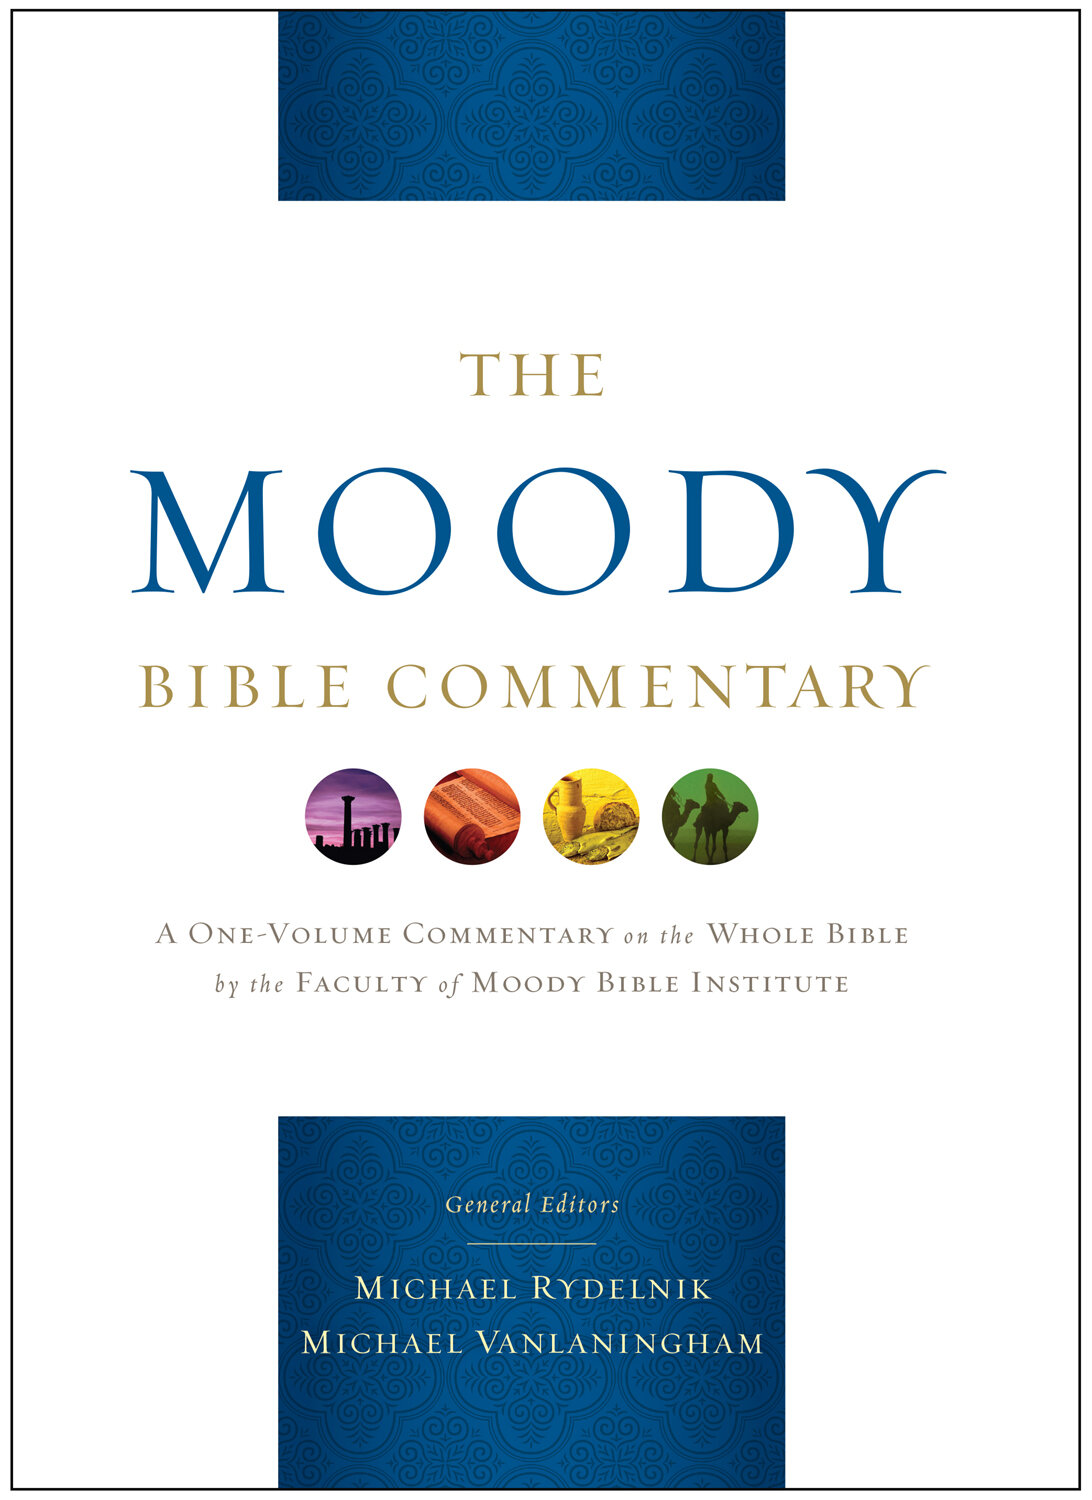 THE
MOODY
BIBLE COMMENTARY
A ONE-VOLUME COMMENTARY on the WHOLE BIBLE
by the FACULTY of MOODY BIBLE INSTITUTE
General Editors
MICHAEL RYDELNIK
MICHAEL VANLANINGHAM